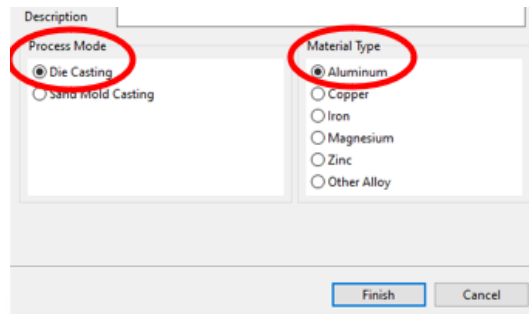 Description
Process Mode
Die Casting
Sand Mold Casting
Material Type
Aluminum
Copper
Iron
Magnesium
Zinc
Other Alloy
Finish
Cancel